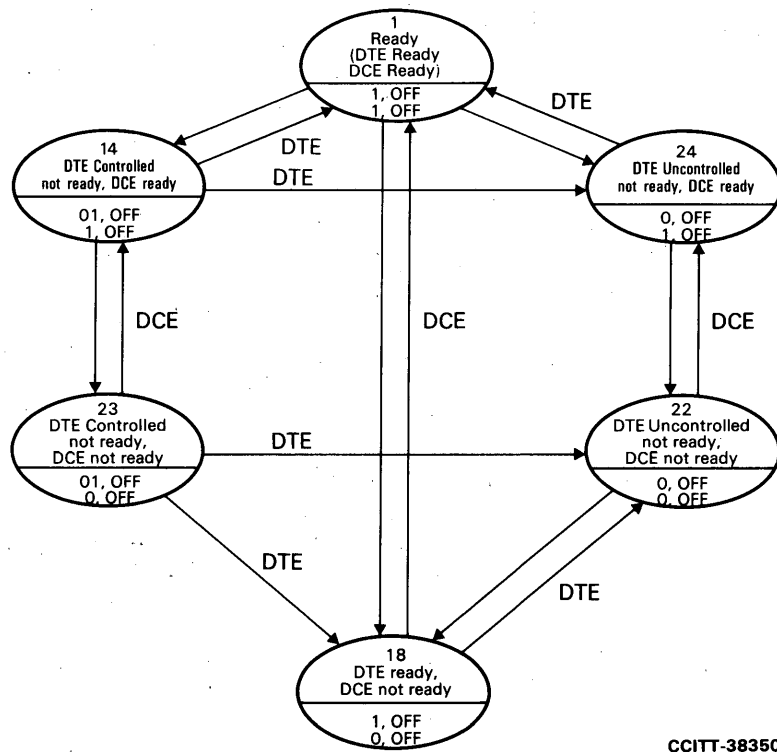 1
Ready
(DTE Ready
DCE Ready)
1, OFF
1, OFF
DTE
14
DTE Controlled
not ready, DCE ready
01, OFF
1, OFF
DTE
DTE
24
DTE Uncontrolled
not ready, DCE ready
0, OFF
1, OFF
DCE
DCE
DCE
23
DTE Controlled
not ready,
DCE not ready
01, OFF
0, OFF
DTE
22
DTE Uncontrolled
not ready,
DCE not ready
0, OFF
0, OFF
DTE
DTE
18
DTE ready,
DCE not ready
1, OFF
0, OFF
CCITT-38350